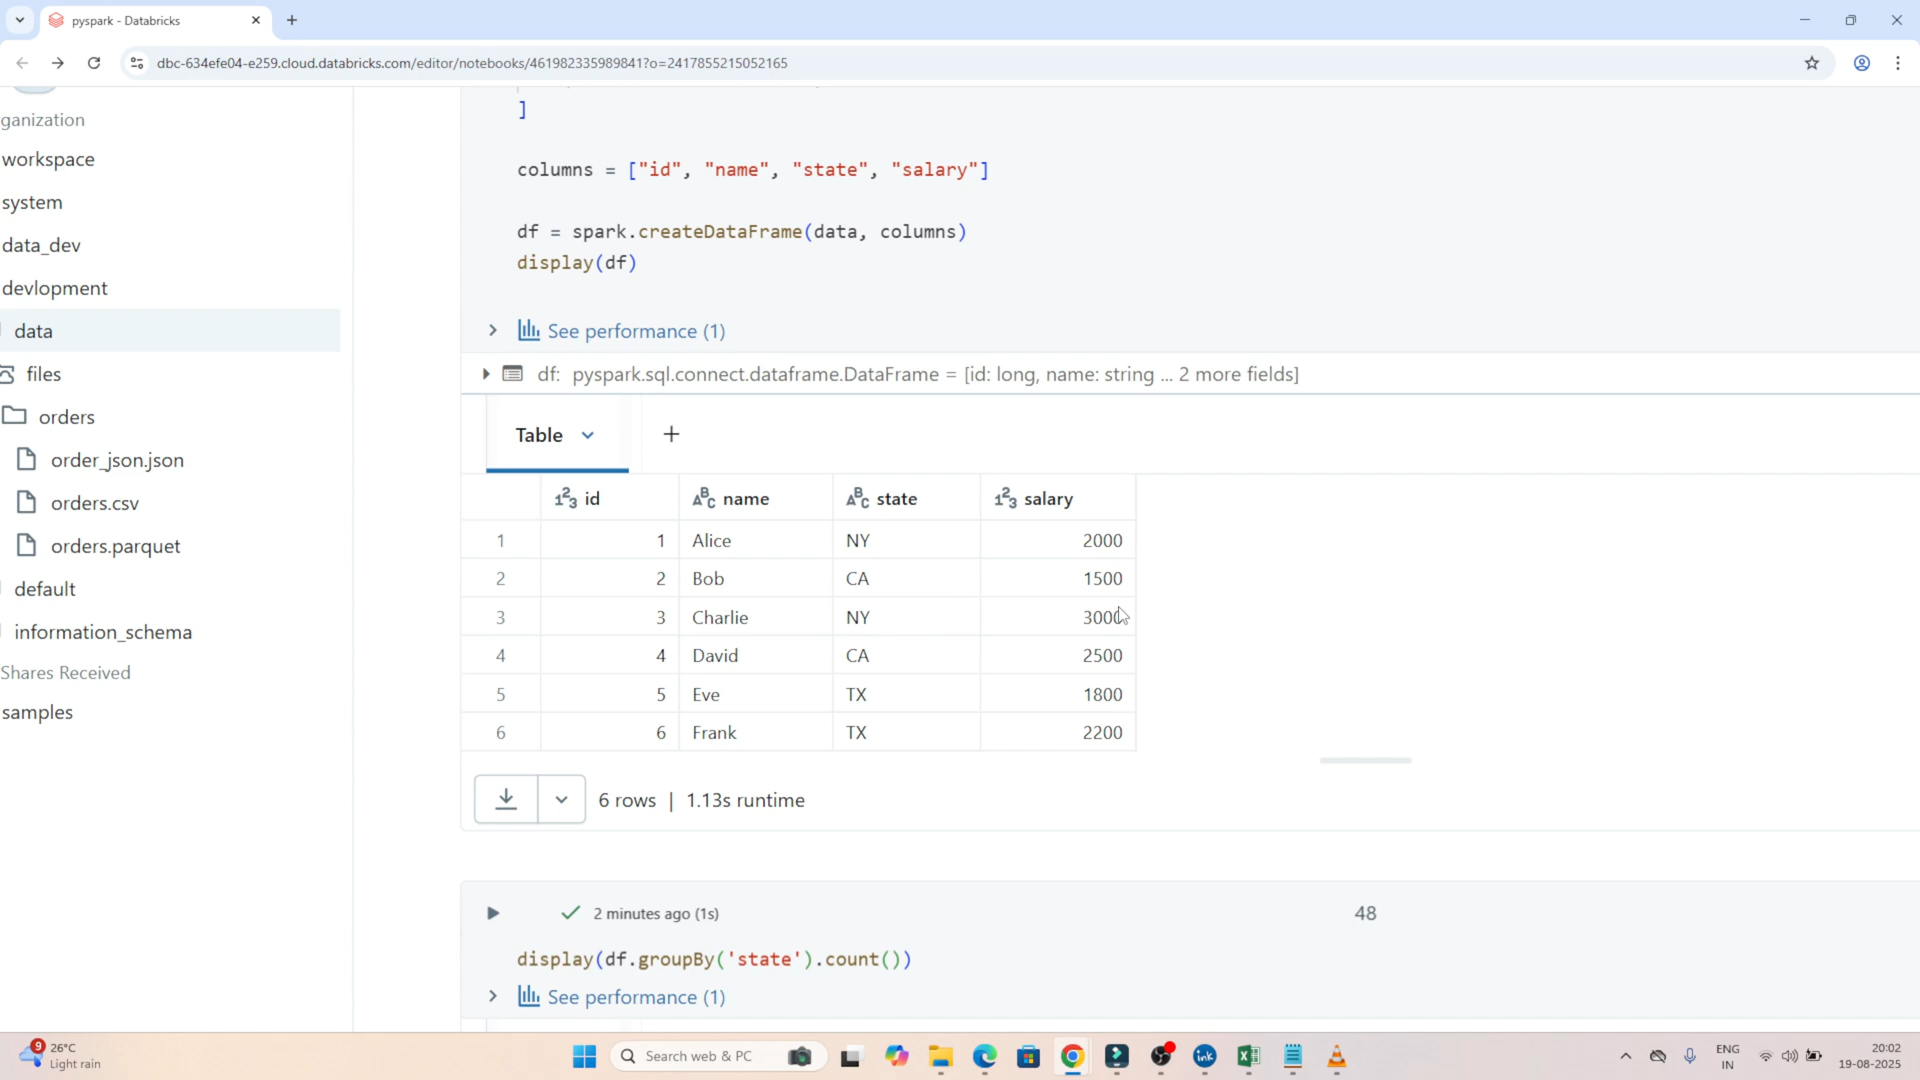 pyspark - Databricks
dbc-634efe04-e259.cloud.databricks.com/editor/notebooks/461982335989841?o=2417855215052165
ganization
workspace
system
data_dev
devlopment
data
files
orders
order_json.json
orders.csv
orders.parquet
default
information_schema
Shares Received
samples
]
columns = ["id", "name", "state", "salary"]
df = spark.createDataFrame(data, columns)
display(df)
See performance (1)
df: pyspark.sql.connect.dataframe.DataFrame = [id: long, name: string ... 2 more fields]
Table
id name state salary
1 1 Alice NY 2000
2 2 Bob CA 1500
3 3 Charlie NY 3000
4 4 David CA 2500
5 5 Eve TX 1800
6 6 Frank TX 2200
6 rows | 1.13s runtime
2 minutes ago (1s) 48
display(df.groupBy('state').count())
See performance (1)
9 26°C
Light rain
Search web & PC
ink
ENG
IN
20:02
19-08-2025